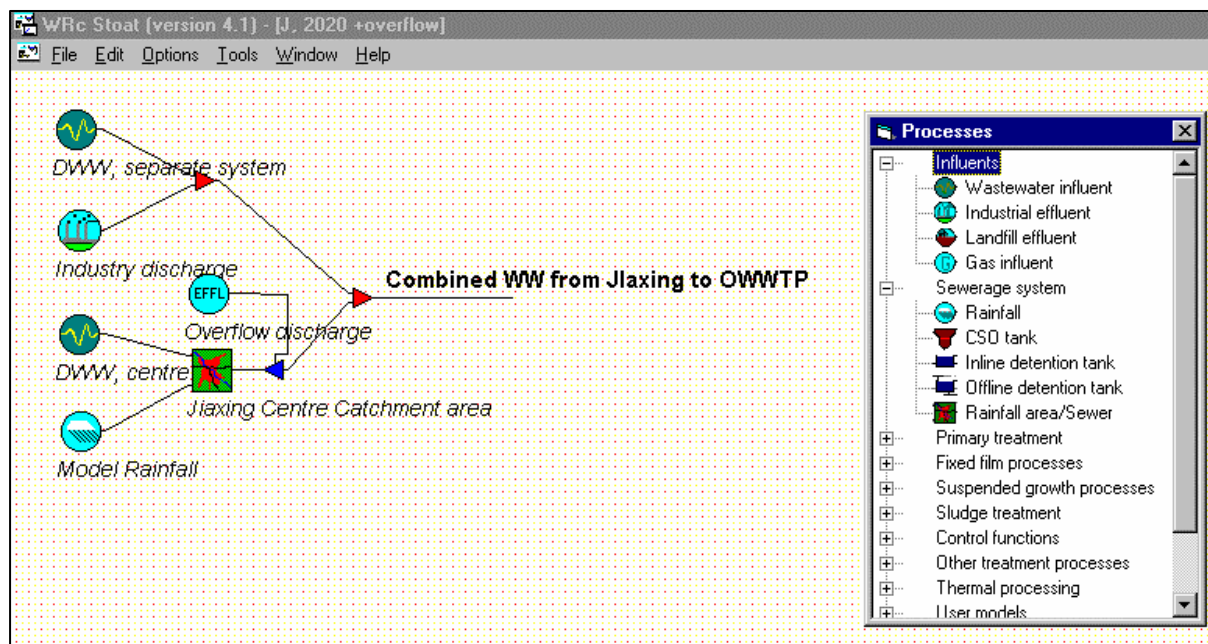 WRc Stoat (version 4.1) - [J, 2020 +overflow]
File Edit Options Tools Window Help
DWW, separate system
Industry discharge
EFFL
Overflow discharge
DWW, centre
Jiaxing Centre Catchment area
Model Rainfall
Combined WW from JIaxing to OWWTP
Processes
Influents
Wastewater influent
Industrial effluent
Landfill effluent
G
Gas influent
Sewerage system
Rainfall
CSO tank
Inline detention tank
Offline detention tank
Rainfall area/Sewer
Primary treatment
Fixed film processes
Suspended growth processes
Sludge treatment
Control functions
Other treatment processes
Thermal processing
User models